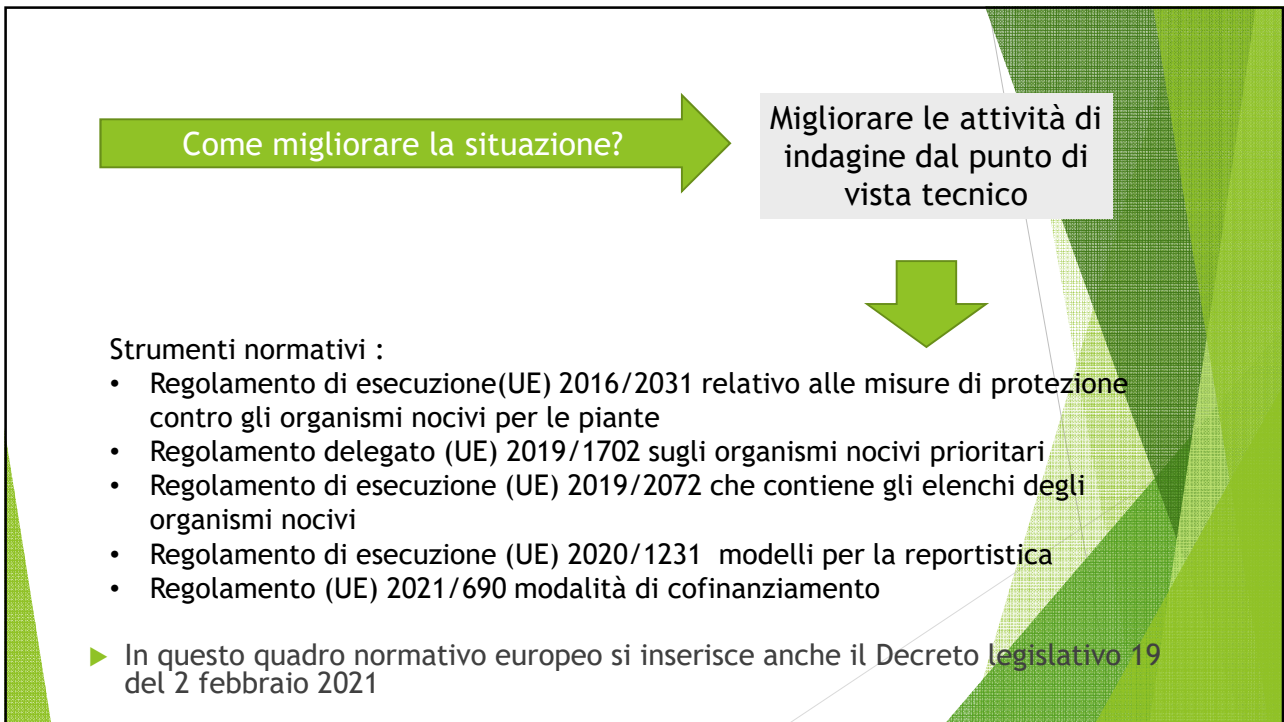 Come migliorare la situazione?
Migliorare le attività di
indagine dal punto di
vista tecnico
Strumenti normativi :
• Regolamento di esecuzione(UE) 2016/2031 relativo alle misure di protezione
contro gli organismi nocivi per le piante
• Regolamento delegato (UE) 2019/1702 sugli organismi nocivi prioritari
• Regolamento di esecuzione (UE) 2019/2072 che contiene gli elenchi degli
organismi nocivi
• Regolamento di esecuzione (UE) 2020/1231 modelli per la reportistica
• Regolamento (UE) 2021/690 modalità di cofinanziamento
In questo quadro normativo europeo si inserisce anche il Decreto legislativo 19
del 2 febbraio 2021